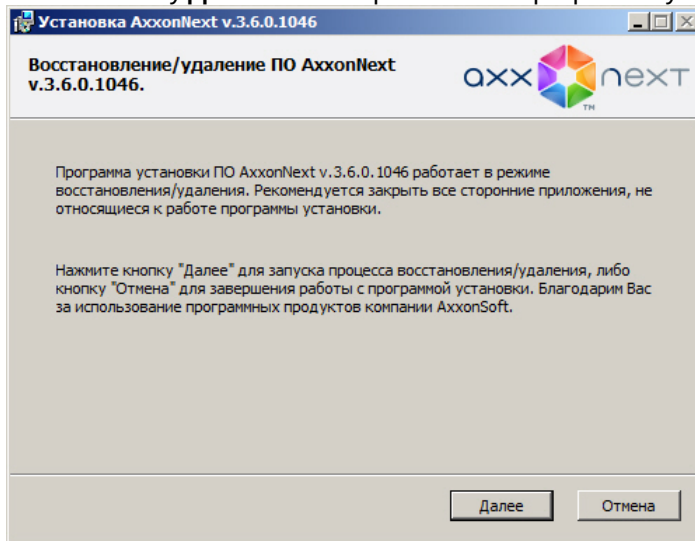 Установка AxxonNext v.3.6.0.1046
Восстановление/удаление ПО AxxonNext
v.3.6.0.1046.
axxonnext
TM
Программа установки ПО AxxonNext v.3.6.0.1046 работает в режиме
восстановления/удаления. Рекомендуется закрыть все сторонние приложения, не
относящиеся к работе программы установки.
Нажмите кнопку "Далее" для запуска процесса восстановления/удаления, либо
кнопку "Отмена" для завершения работы с программой установки. Благодарим Вас
за использование программных продуктов компании AxxonSoft.
Далее
Отмена